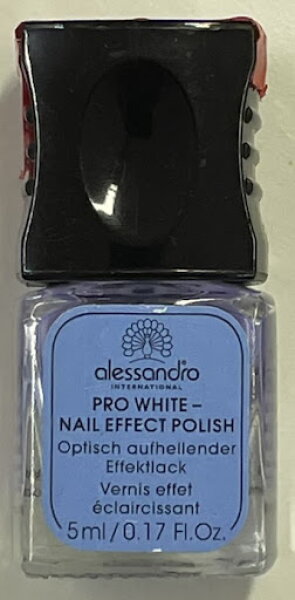 alessandro
INTERNATIONAL
PRO WHITE –
NAIL EFFECT POLISH
Optisch aufhellender
Effektlack
Vernis effet
éclaircissant
5ml/0.17 Fl.Oz.